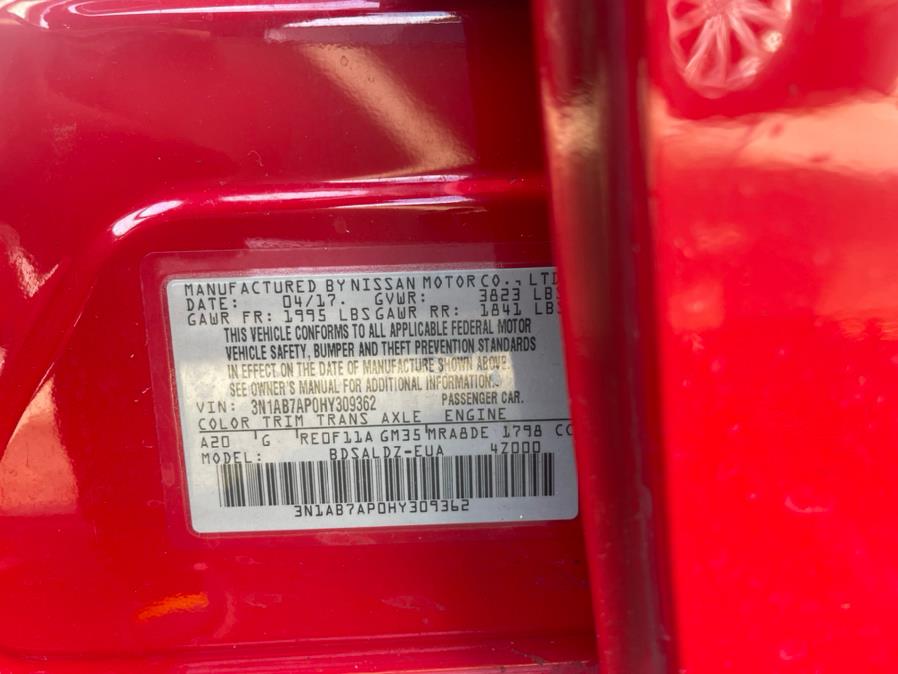 MANUFACTURED BY NISSAN MOTOR CO., LTD
DATE: 04/17. GVWR: 3823 LBS
GAWR FR: 1995 LBS GAWR RR: 1841 LBS
THIS VEHICLE CONFORMS TO ALL APPLICABLE FEDERAL MOTOR
VEHICLE SAFETY, BUMPER AND THEFT PREVENTION STANDARDS
IN EFFECT ON THE DATE OF MANUFACTURE SHOWN ABOVE.
SEE OWNER'S MANUAL FOR ADDITIONAL INFORMATION.
VIN: 3N1AB7AP0HY309362 PASSENGER CAR.
COLOR TRIM TRANS AXLE ENGINE
A20 G RE0F11A GM35 MRA8DE 1798 CC
MODEL: BDSALDZ-EUA 4Z000
3N1AB7AP0HY309362